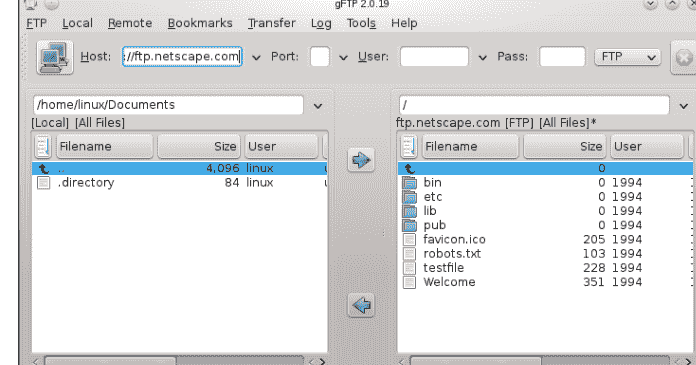 gFTP 2.0.19
FTP Local Remote Bookmarks Transfer Log Tools Help
Host: ://ftp.netscape.com Port: User: Pass: FTP
/home/linux/Documents
[Local] [All Files]
Filename Size User
.. 4,096 linux
.directory 84 linux
/
ftp.netscape.com [FTP] [All Files]*
Filename Size User
.. 0
bin 0 1994
etc 0 1994
lib 0 1994
pub 0 1994
favicon.ico 205 1994
robots.txt 103 1994
testfile 228 1994
Welcome 351 1994